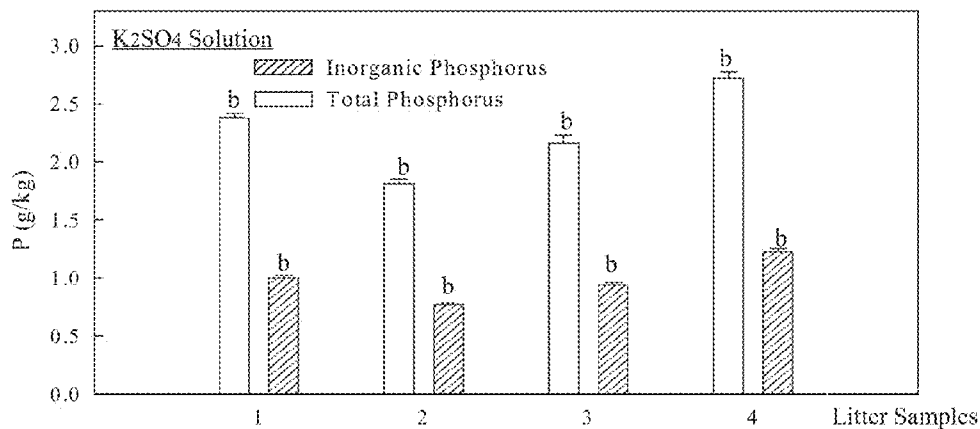 K2SO4 Solution
Inorganic Phosphorus
Total Phosphorus
P (g/kg)
3.0
2.5
2.0
1.5
1.0
0.5
0.0
b
b
b
b
b
b
b
b
1
2
3
4
Litter Samples